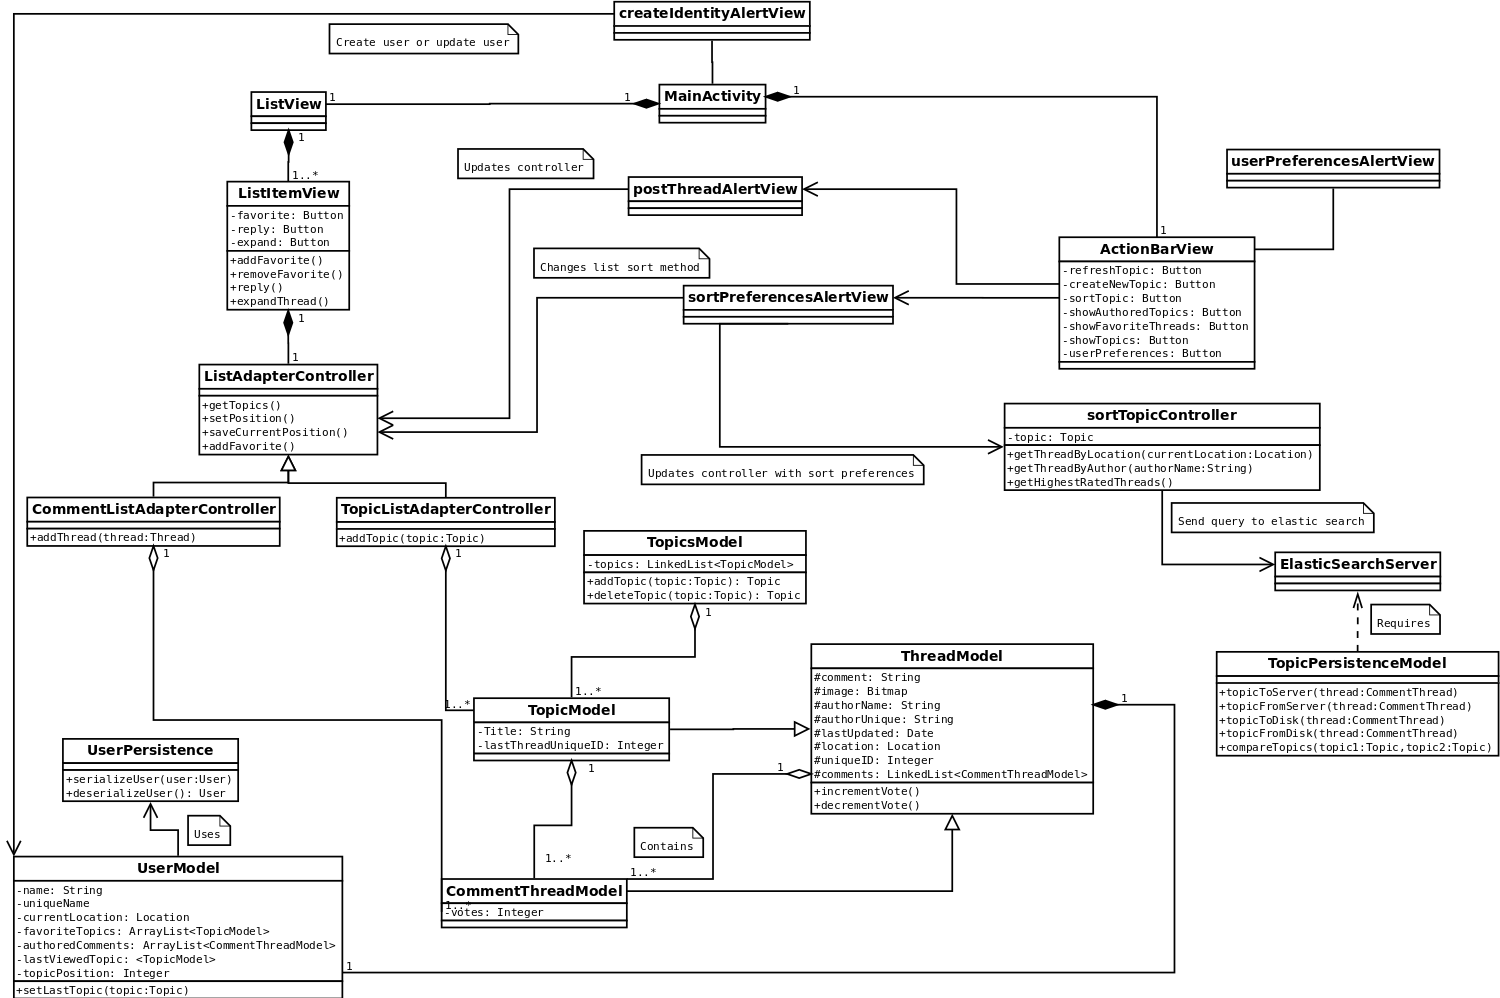 createIdentityAlertView
Create user or update user
ListView
1
1
MainActivity
1
1
1..*
ListItemView
-favorite: Button
-reply: Button
-expand: Button
+addFavorite()
+removeFavorite()
+reply()
+expandThread()
1
1
Updates controller
postThreadAlertView
userPreferencesAlertView
1
ActionBarView
-refreshTopic: Button
-createNewTopic: Button
-sortTopic: Button
-showAuthoredTopics: Button
-showFavoriteThreads: Button
-showTopics: Button
-userPreferences: Button
Changes list sort method
sortPreferencesAlertView
ListAdapterController
+getTopics()
+setPosition()
+saveCurrentPosition()
+addFavorite()
sortTopicController
-topic: Topic
+getThreadByLocation(currentLocation:Location)
+getThreadByAuthor(authorName:String)
+getHighestRatedThreads()
Updates controller with sort preferences
Send query to elastic search
CommentListAdapterController
+addThread(thread:Thread)
1
TopicListAdapterController
+addTopic(topic:Topic)
1
TopicsModel
-topics: LinkedList<TopicModel>
+addTopic(topic:Topic): Topic
+deleteTopic(topic:Topic): Topic
1
ElasticSearchServer
Requires
TopicPersistenceModel
+topicToServer(thread:CommentThread)
+topicFromServer(thread:CommentThread)
+topicToDisk(thread:CommentThread)
+topicFromDisk(thread:CommentThread)
+compareTopics(topic1:Topic,topic2:Topic)
ThreadModel
#comment: String
#image: Bitmap
#authorName: String
#authorUnique: String
#lastUpdated: Date
#location: Location
#uniqueID: Integer
#comments: LinkedList<CommentThreadModel>
+incrementVote()
+decrementVote()
1
1
1..*
1..*
TopicModel
-Title: String
-lastThreadUniqueID: Integer
1
UserPersistence
+serializeUser(user:User)
+deserializeUser(): User
Uses
Contains
1..*
1..*
CommentThreadModel
1..*
-votes: Integer
UserModel
-name: String
-uniqueName
-currentLocation: Location
-favoriteTopics: ArrayList<TopicModel>
-authoredComments: ArrayList<CommentThreadModel>
-lastViewedTopic: <TopicModel>
-topicPosition: Integer
+setLastTopic(topic:Topic)
1